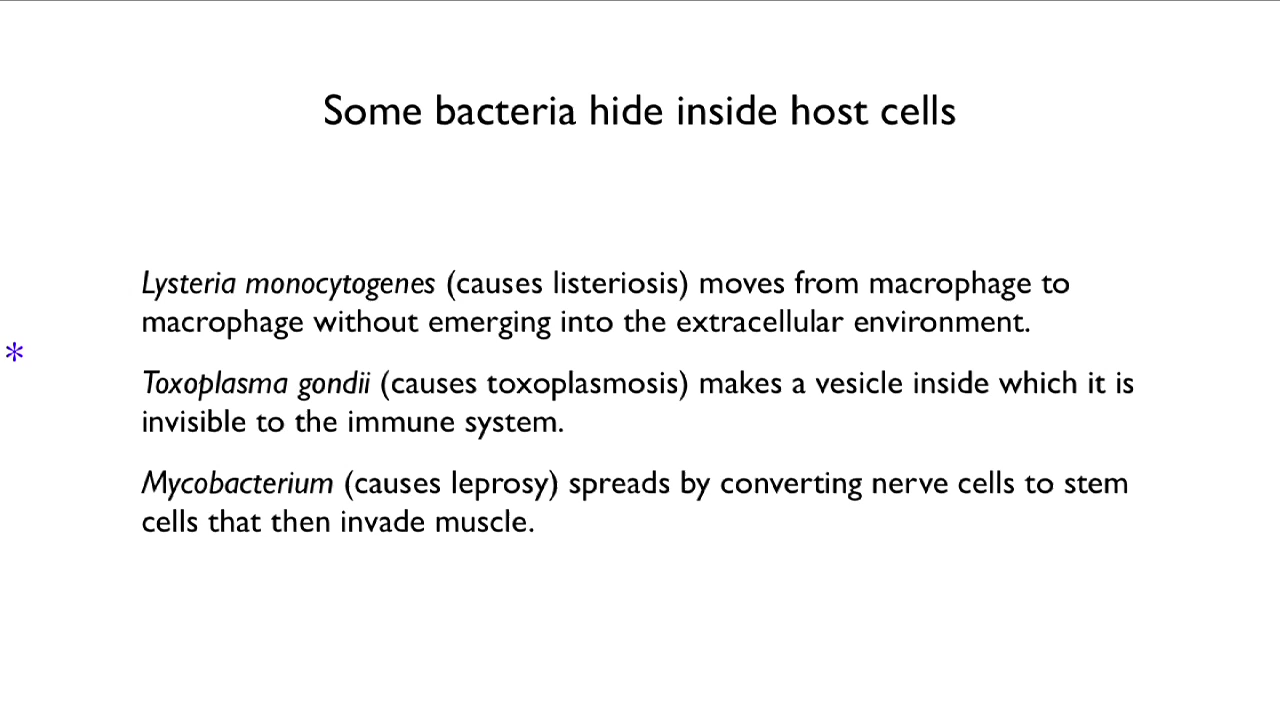 Some bacteria hide inside host cells
Lysteria monocytogenes (causes listeriosis) moves from macrophage to
macrophage without emerging into the extracellular environment.
*
Toxoplasma gondii (causes toxoplasmosis) makes a vesicle inside which it is
invisible to the immune system.
Mycobacterium (causes leprosy) spreads by converting nerve cells to stem
cells that then invade muscle.